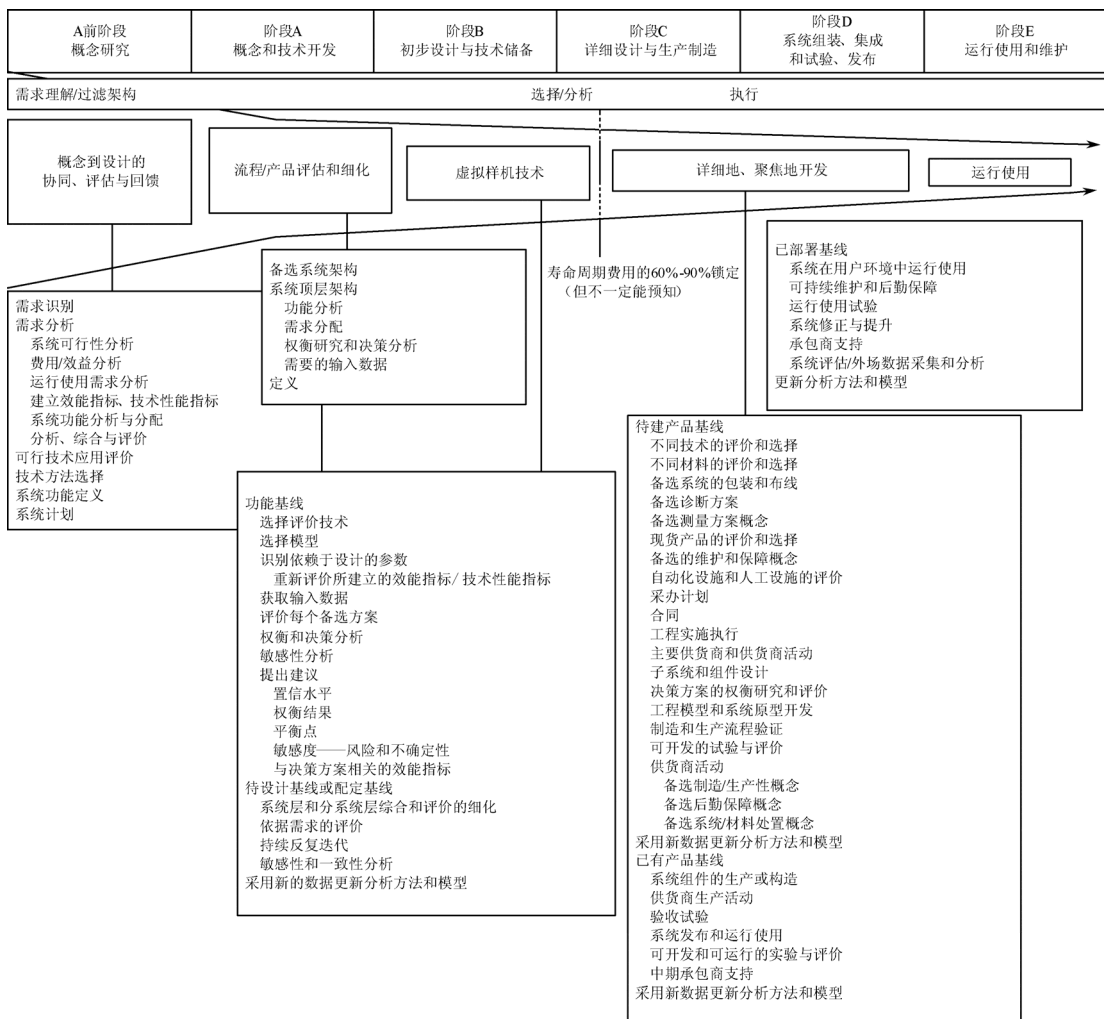 A前阶段
概念研究
阶段A
概念和技术开发
阶段B
初步设计与技术储备
阶段C
详细设计与生产制造
阶段D
系统组装、集成
和试验、发布
阶段E
运行使用和维护
需求理解/过滤架构
选择/分析
执行
概念到设计的
协同、评估与回馈
流程/产品评估和细化
虚拟样机技术
详细地、聚焦地开发
运行使用
寿命周期费用的60%-90%锁定
（但不一定能预知）
需求识别
需求分析
系统可行性分析
费用/效益分析
运行使用需求分析
建立效能指标、技术性能指标
系统功能分析与分配
分析、综合与评价
可行技术应用评价
技术方法选择
系统功能定义
系统计划
备选系统架构
系统顶层架构
功能分析
需求分配
权衡研究和决策分析
需要的输入数据
定义
功能基线
选择评价技术
选择模型
识别依赖于设计的参数
重新评价所建立的效能指标/ 技术性能指标
获取输入数据
评价每个备选方案
权衡和决策分析
敏感性分析
提出建议
置信水平
权衡结果
平衡点
敏感度——风险和不确定性
与决策方案相关的效能指标
待设计基线或配定基线
系统层和分系统层综合和评价的细化
依据需求的评价
持续反复迭代
敏感性和一致性分析
采用新的数据更新分析方法和模型
已部署基线
系统在用户环境中运行使用
可持续维护和后勤保障
运行使用试验
系统修正与提升
承包商支持
系统评估/外场数据采集和分析
更新分析方法和模型
待建产品基线
不同技术的评价和选择
不同材料的评价和选择
备选系统的包装和布线
备选诊断方案
备选测量方案概念
现货产品的评价和选择
备选的维护和保障概念
自动化设施和人工设施的评价
采办计划
合同
工程实施执行
主要供货商和供货商活动
子系统和组件设计
决策方案的权衡研究和评价
工程模型和系统原型开发
制造和生产流程验证
可开发的试验与评价
供货商活动
备选制造/生产性概念
备选后勤保障概念
备选系统/材料处置概念
采用新数据更新分析方法和模型
已有产品基线
系统组件的生产或构造
供货商生产活动
验收试验
系统发布和运行使用
可开发和可运行的实验与评价
中期承包商支持
采用新数据更新分析方法和模型